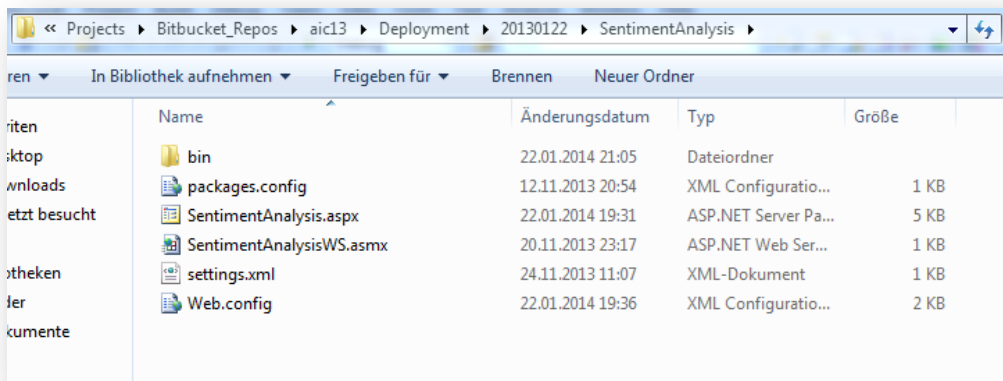 « Projects Bitbucket_Repos aic13 Deployment 20130122 SentimentAnalysis
ren In Bibliothek aufnehmen Freigeben für Brennen Neuer Ordner
Name Änderungsdatum Typ Größe
riten
sktop
wnloads
etzt besucht
otheken
der
kumente
bin 22.01.2014 21:05 Dateiordner
packages.config 12.11.2013 20:54 XML Configuratio... 1 KB
SentimentAnalysis.aspx 22.01.2014 19:31 ASP.NET Server Pa... 5 KB
SentimentAnalysisWS.asmx 20.11.2013 23:17 ASP.NET Web Ser... 1 KB
settings.xml 24.11.2013 11:07 XML-Dokument 1 KB
Web.config 22.01.2014 19:36 XML Configuratio... 2 KB